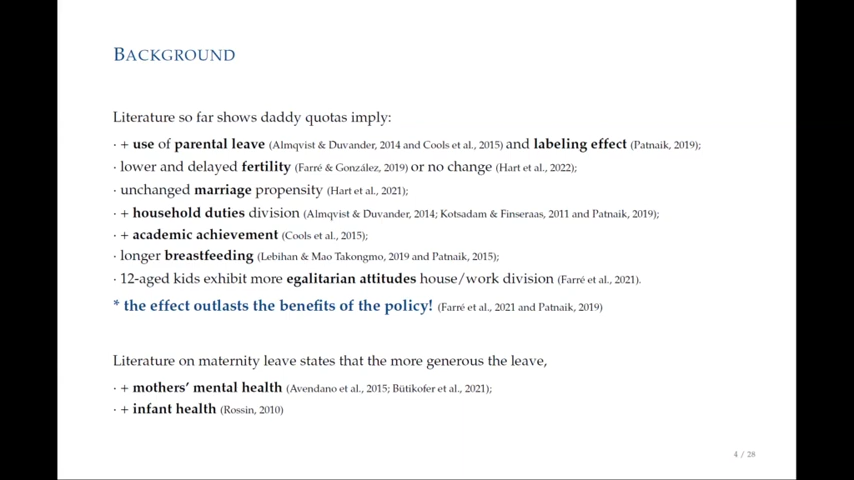 BACKGROUND
Literature so far shows daddy quotas imply:
· + use of parental leave (Almqvist & Duvander, 2014 and Cools et al., 2015) and labeling effect (Patnaik, 2019);
· lower and delayed fertility (Farré & González, 2019) or no change (Hart et al., 2022);
· unchanged marriage propensity (Hart et al., 2021);
· + household duties division (Almqvist & Duvander, 2014; Kotsadam & Finseraas, 2011 and Patnaik, 2019);
· + academic achievement (Cools et al., 2015);
· longer breastfeeding (Lebihan & Mao Takongmo, 2019 and Patnaik, 2015);
· 12-aged kids exhibit more egalitarian attitudes house/work division (Farré et al., 2021).
* the effect outlasts the benefits of the policy! (Farré et al., 2021 and Patnaik, 2019)
Literature on maternity leave states that the more generous the leave,
· + mothers' mental health (Avendano et al., 2015; Bütikofer et al., 2021);
· + infant health (Rossin, 2010)
4 / 28